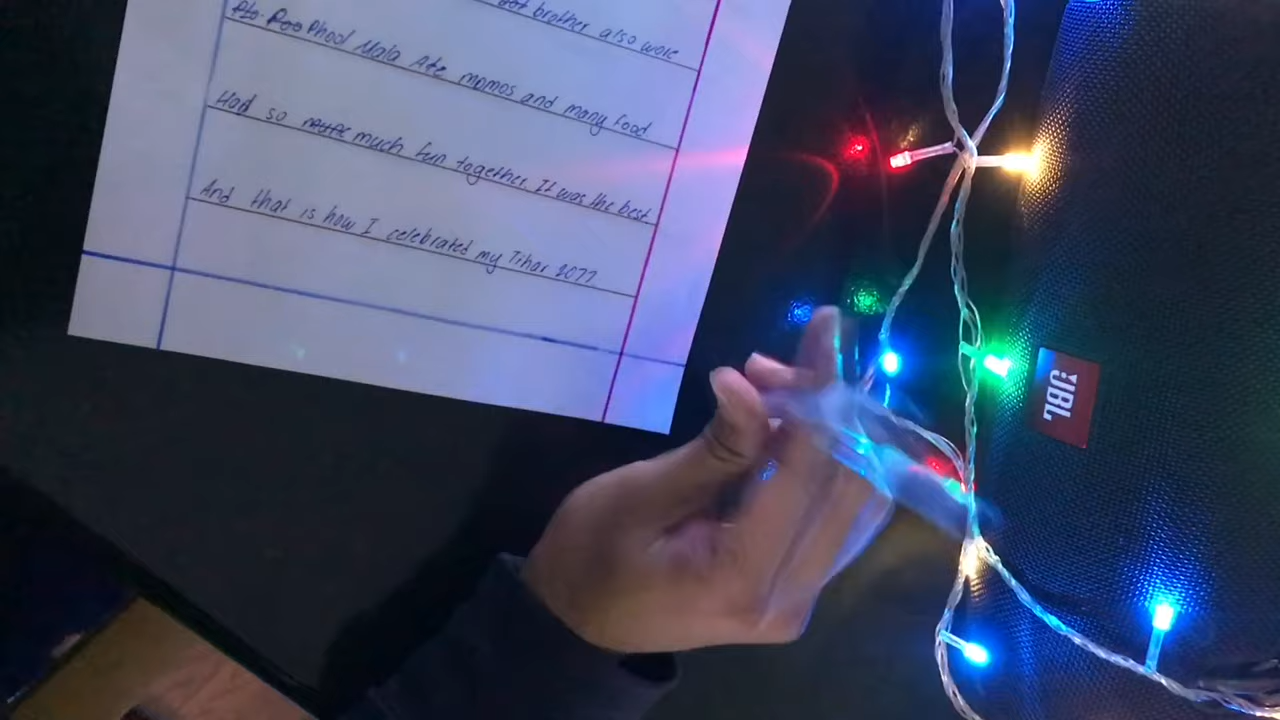 brother also wore
Phool Mala Ate momos and many food
Had so much fun together. It was the best
And that is how I celebrated my Tihar 2077
JBL